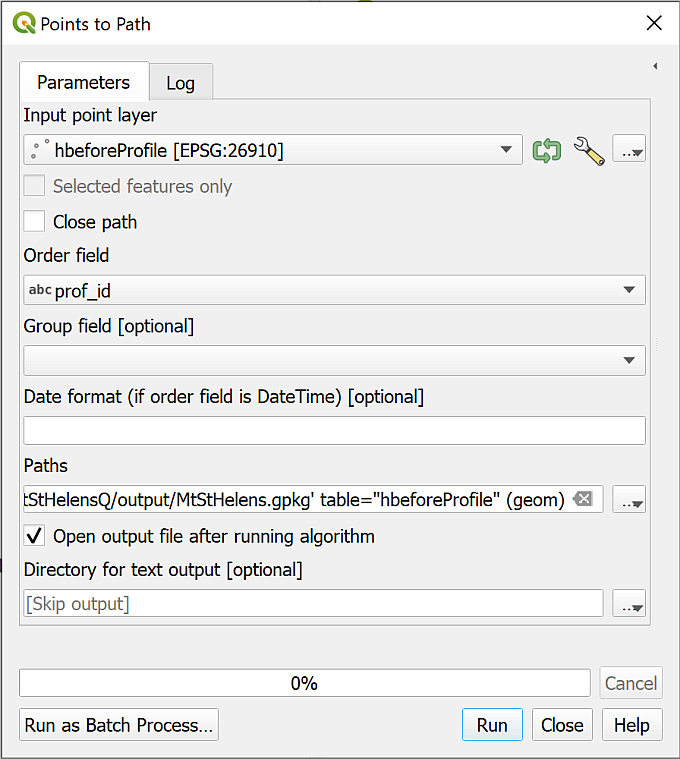 Points to Path
Parameters
Log
Input point layer
hbeforeProfile [EPSG:26910]
...
Selected features only
Close path
Order field
abc prof_id
Group field [optional]
Date format (if order field is DateTime) [optional]
Paths
tStHelensQ/output/MtStHelens.gpkg' table="hbeforeProfile" (geom)
...
Open output file after running algorithm
Directory for text output [optional]
[Skip output]
...
0%
Cancel
Run as Batch Process...
Run
Close
Help